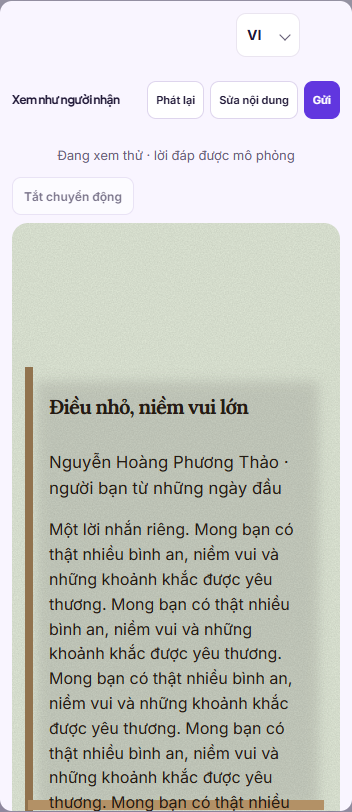 VI
Xem như người nhận
Phát lại
Sửa nội dung
Gửi
Đang xem thử · lời đáp được mô phỏng
Tắt chuyển động
Điều nhỏ, niềm vui lớn
Nguyễn Hoàng Phương Thảo ·
người bạn từ những ngày đầu
Một lời nhắn riêng. Mong bạn có
thật nhiều bình an, niềm vui và
những khoảnh khắc được yêu
thương. Mong bạn có thật nhiều
bình an, niềm vui và những
khoảnh khắc được yêu thương.
Mong bạn có thật nhiều bình an,
niềm vui và những khoảnh khắc
được yêu thương. Mong bạn có
thật nhiều bình an, niềm vui và
những khoảnh khắc được yêu
thương. Mong bạn có thật nhiều